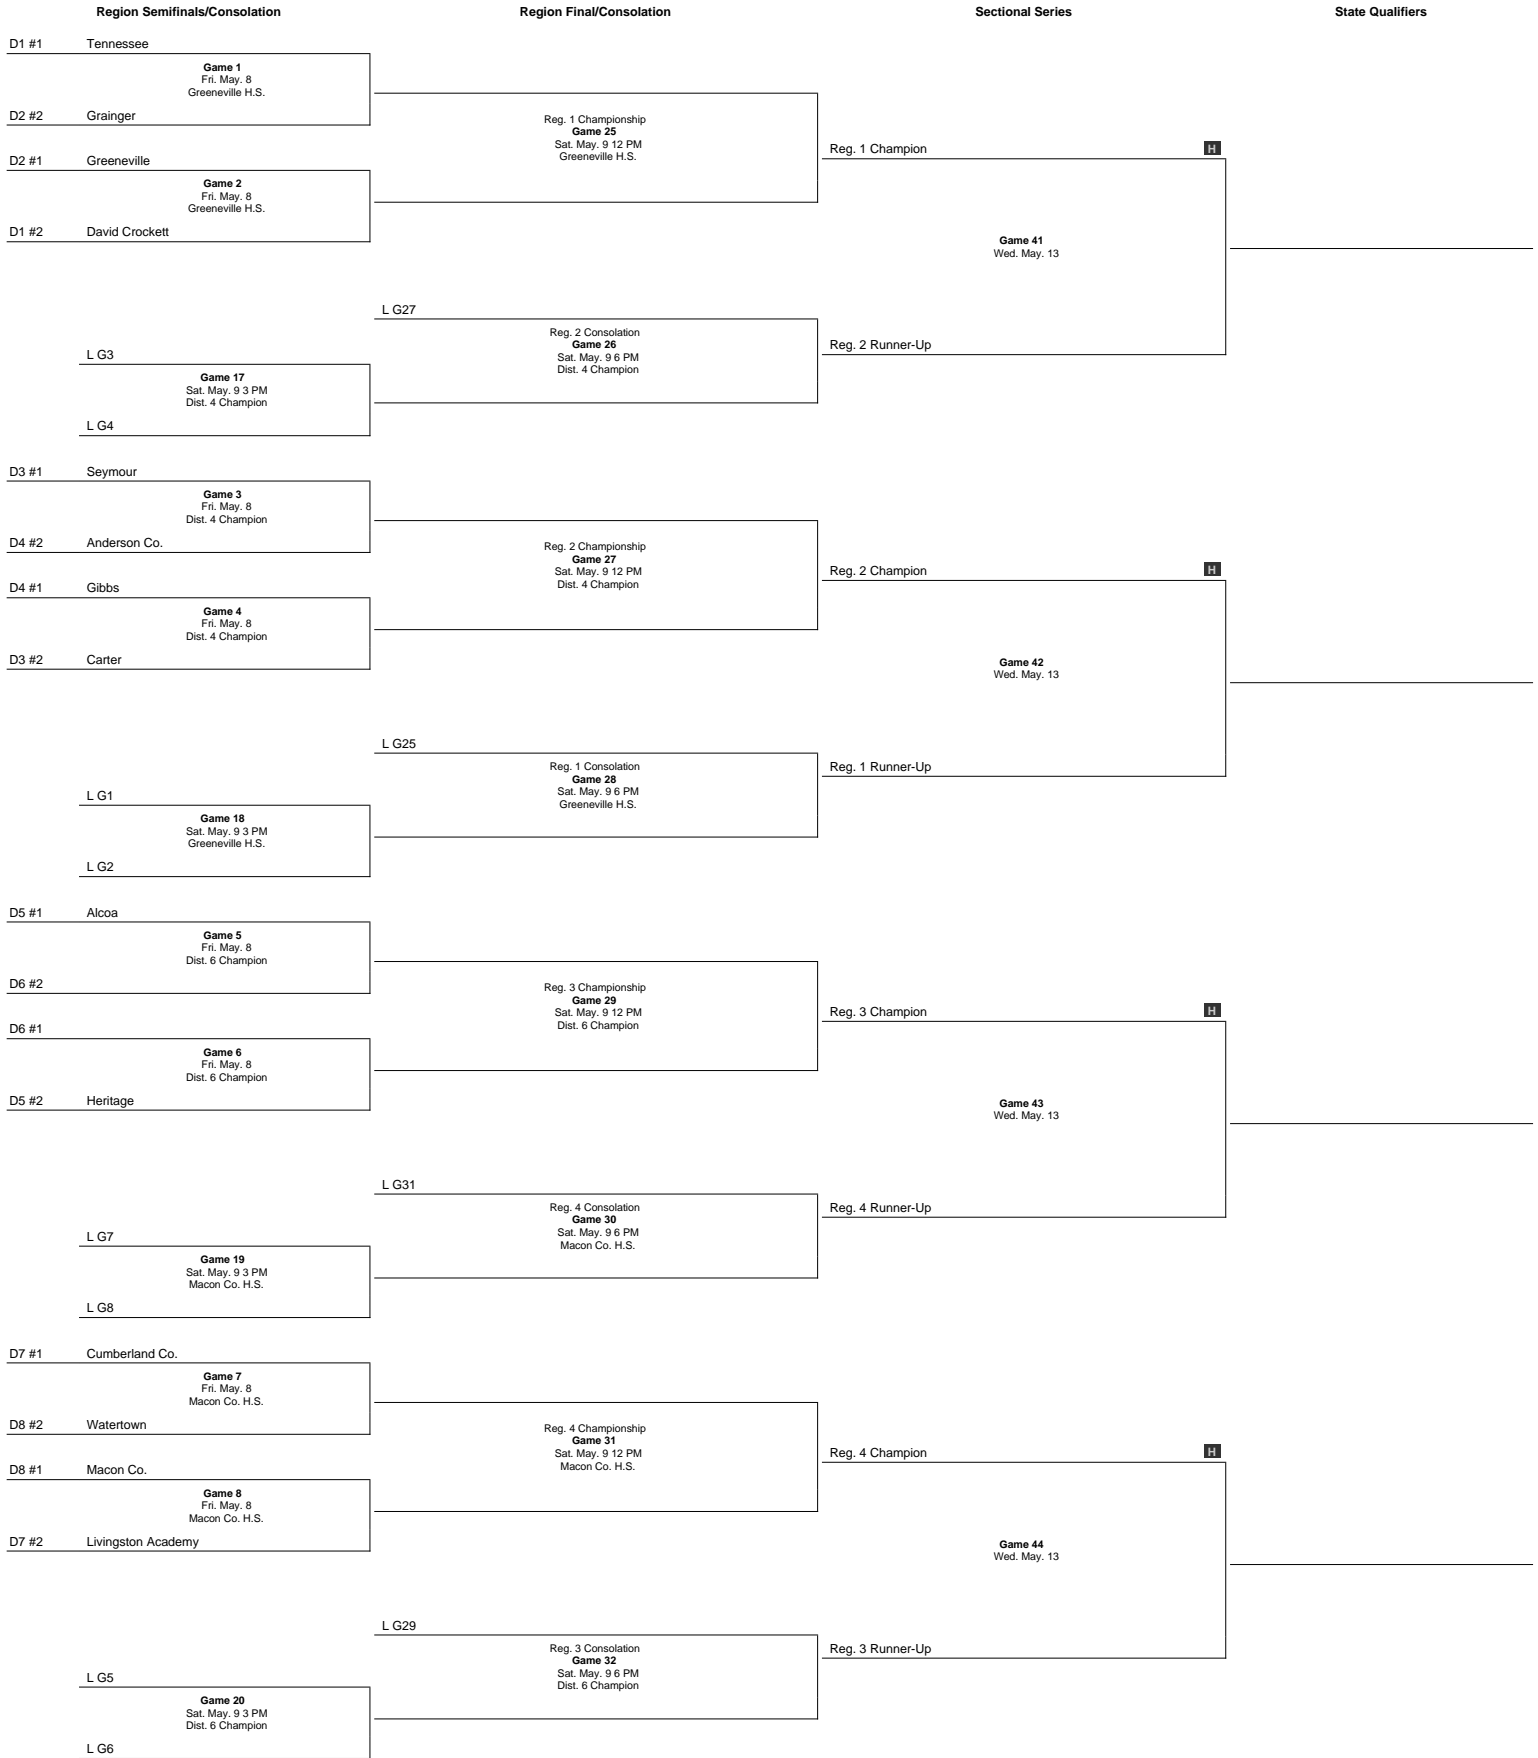 Region Semifinals/Consolation
Region Final/Consolation
Sectional Series
State Qualifiers
D1 #1 Tennessee
Game 1
Fri. May. 8
Greeneville H.S.
D2 #2 Grainger
D2 #1 Greeneville
Game 2
Fri. May. 8
Greeneville H.S.
D1 #2 David Crockett
Reg. 1 Championship
Game 25
Sat. May. 9 12 PM
Greeneville H.S.
Reg. 1 Champion H
Game 41
Wed. May. 13
L G27
Reg. 2 Consolation
Game 26
Sat. May. 9 6 PM
Dist. 4 Champion
Reg. 2 Runner-Up
L G3
Game 17
Sat. May. 9 3 PM
Dist. 4 Champion
L G4
D3 #1 Seymour
Game 3
Fri. May. 8
Dist. 4 Champion
D4 #2 Anderson Co.
D4 #1 Gibbs
Game 4
Fri. May. 8
Dist. 4 Champion
D3 #2 Carter
Reg. 2 Championship
Game 27
Sat. May. 9 12 PM
Dist. 4 Champion
Reg. 2 Champion H
Game 42
Wed. May. 13
L G25
Reg. 1 Consolation
Game 28
Sat. May. 9 6 PM
Greeneville H.S.
Reg. 1 Runner-Up
L G1
Game 18
Sat. May. 9 3 PM
Greeneville H.S.
L G2
D5 #1 Alcoa
Game 5
Fri. May. 8
Dist. 6 Champion
D6 #2
D6 #1
Game 6
Fri. May. 8
Dist. 6 Champion
D5 #2 Heritage
Reg. 3 Championship
Game 29
Sat. May. 9 12 PM
Dist. 6 Champion
Reg. 3 Champion H
Game 43
Wed. May. 13
L G31
Reg. 4 Consolation
Game 30
Sat. May. 9 6 PM
Macon Co. H.S.
Reg. 4 Runner-Up
L G7
Game 19
Sat. May. 9 3 PM
Macon Co. H.S.
L G8
D7 #1 Cumberland Co.
Game 7
Fri. May. 8
Macon Co. H.S.
D8 #2 Watertown
D8 #1 Macon Co.
Game 8
Fri. May. 8
Macon Co. H.S.
D7 #2 Livingston Academy
Reg. 4 Championship
Game 31
Sat. May. 9 12 PM
Macon Co. H.S.
Reg. 4 Champion H
Game 44
Wed. May. 13
L G29
Reg. 3 Consolation
Game 32
Sat. May. 9 6 PM
Dist. 6 Champion
Reg. 3 Runner-Up
L G5
Game 20
Sat. May. 9 3 PM
Dist. 6 Champion
L G6